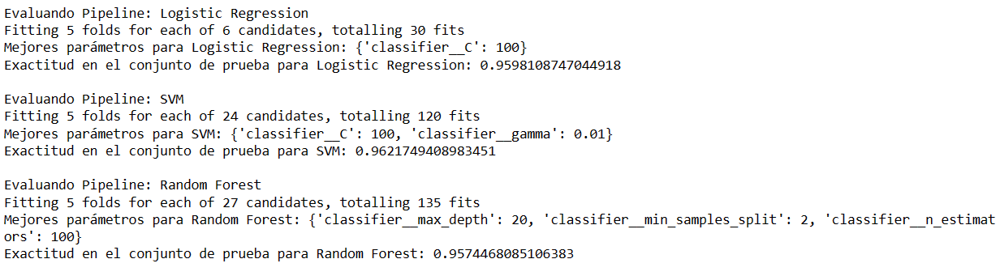 Evaluando Pipeline: Logistic Regression
Fitting 5 folds for each of 6 candidates, totalling 30 fits
Mejores parámetros para Logistic Regression: {'classifier__C': 100}
Exactitud en el conjunto de prueba para Logistic Regression: 0.9598108747044918
Evaluando Pipeline: SVM
Fitting 5 folds for each of 24 candidates, totalling 120 fits
Mejores parámetros para SVM: {'classifier__C': 100, 'classifier__gamma': 0.01}
Exactitud en el conjunto de prueba para SVM: 0.9621749408983451
Evaluando Pipeline: Random Forest
Fitting 5 folds for each of 27 candidates, totalling 135 fits
Mejores parámetros para Random Forest: {'classifier__max_depth': 20, 'classifier__min_samples_split': 2, 'classifier__n_estimat
ors': 100}
Exactitud en el conjunto de prueba para Random Forest: 0.9574468085106383